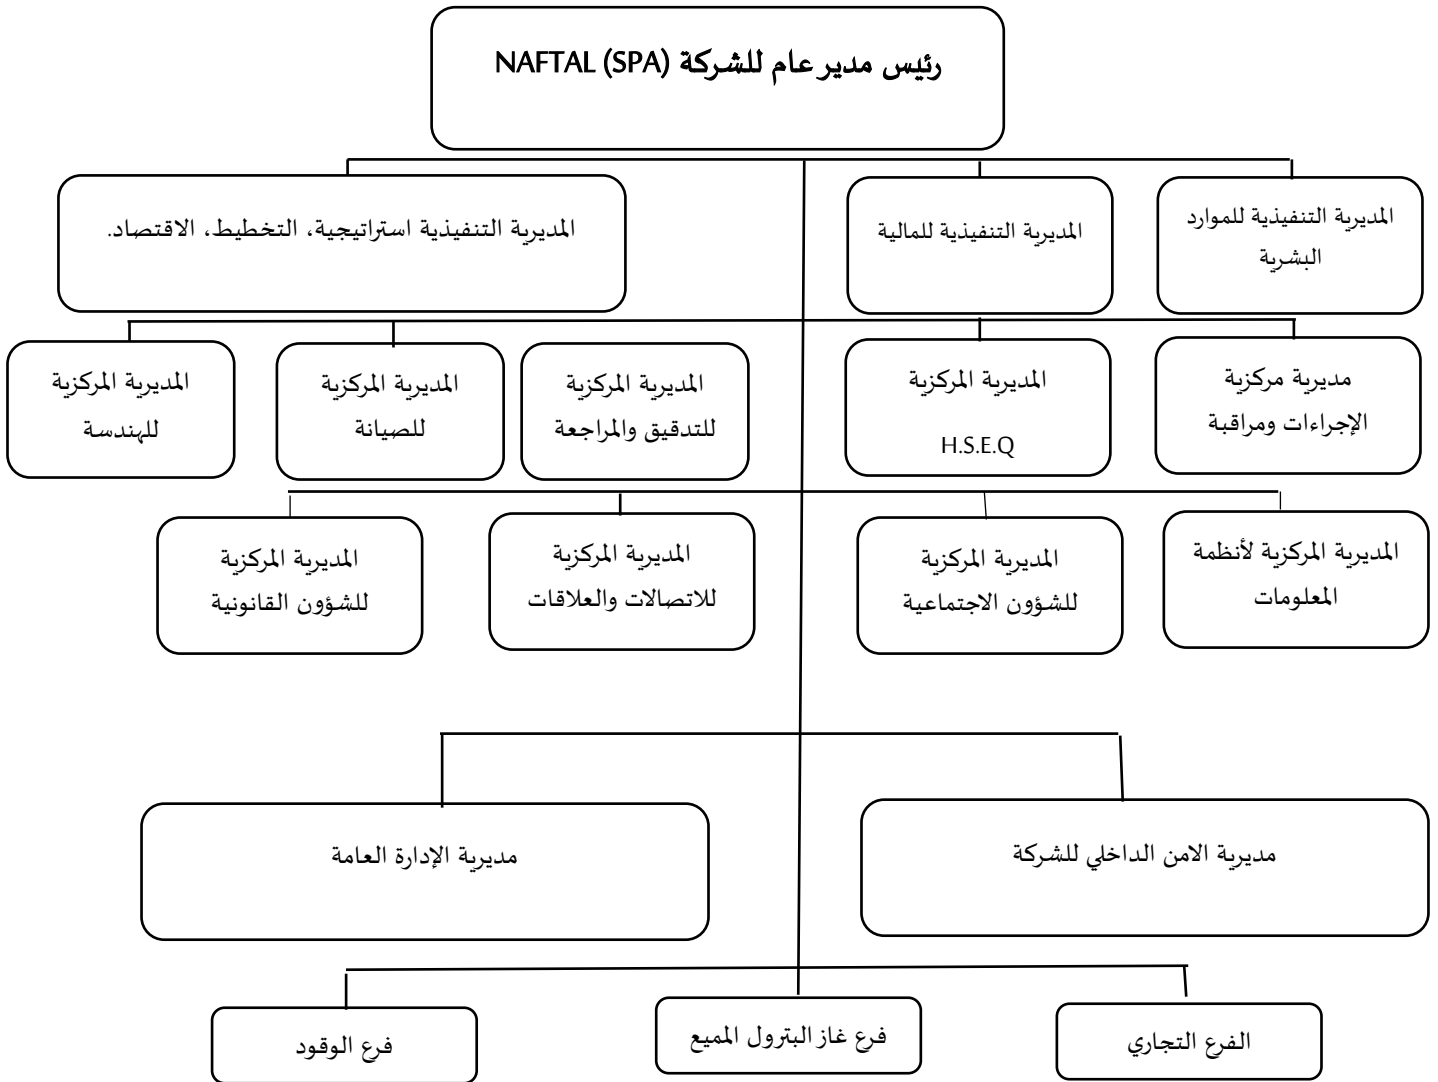 رئيس مدير عام للشركة NAFTAL (SPA)
المديرية التنفيذية للموارد
البشرية
المديرية التنفيذية للمالية
المديرية التنفيذية استراتيجية، التخطيط، الاقتصاد.
مديرية مركزية
الإجراءات ومراقبة
المديرية المركزية
H.S.E.Q
المديرية المركزية
للتدقيق والمراجعة
المديرية المركزية
للصيانة
المديرية المركزية
للهندسة
المديرية المركزية لأنظمة
المعلومات
المديرية المركزية
للشؤون الاجتماعية
المديرية المركزية
للاتصالات والعلاقات
المديرية المركزية
للشؤون القانونية
مديرية الامن الداخلي للشركة
مديرية الإدارة العامة
الفرع التجاري
فرع غاز البترول المميع
فرع الوقود